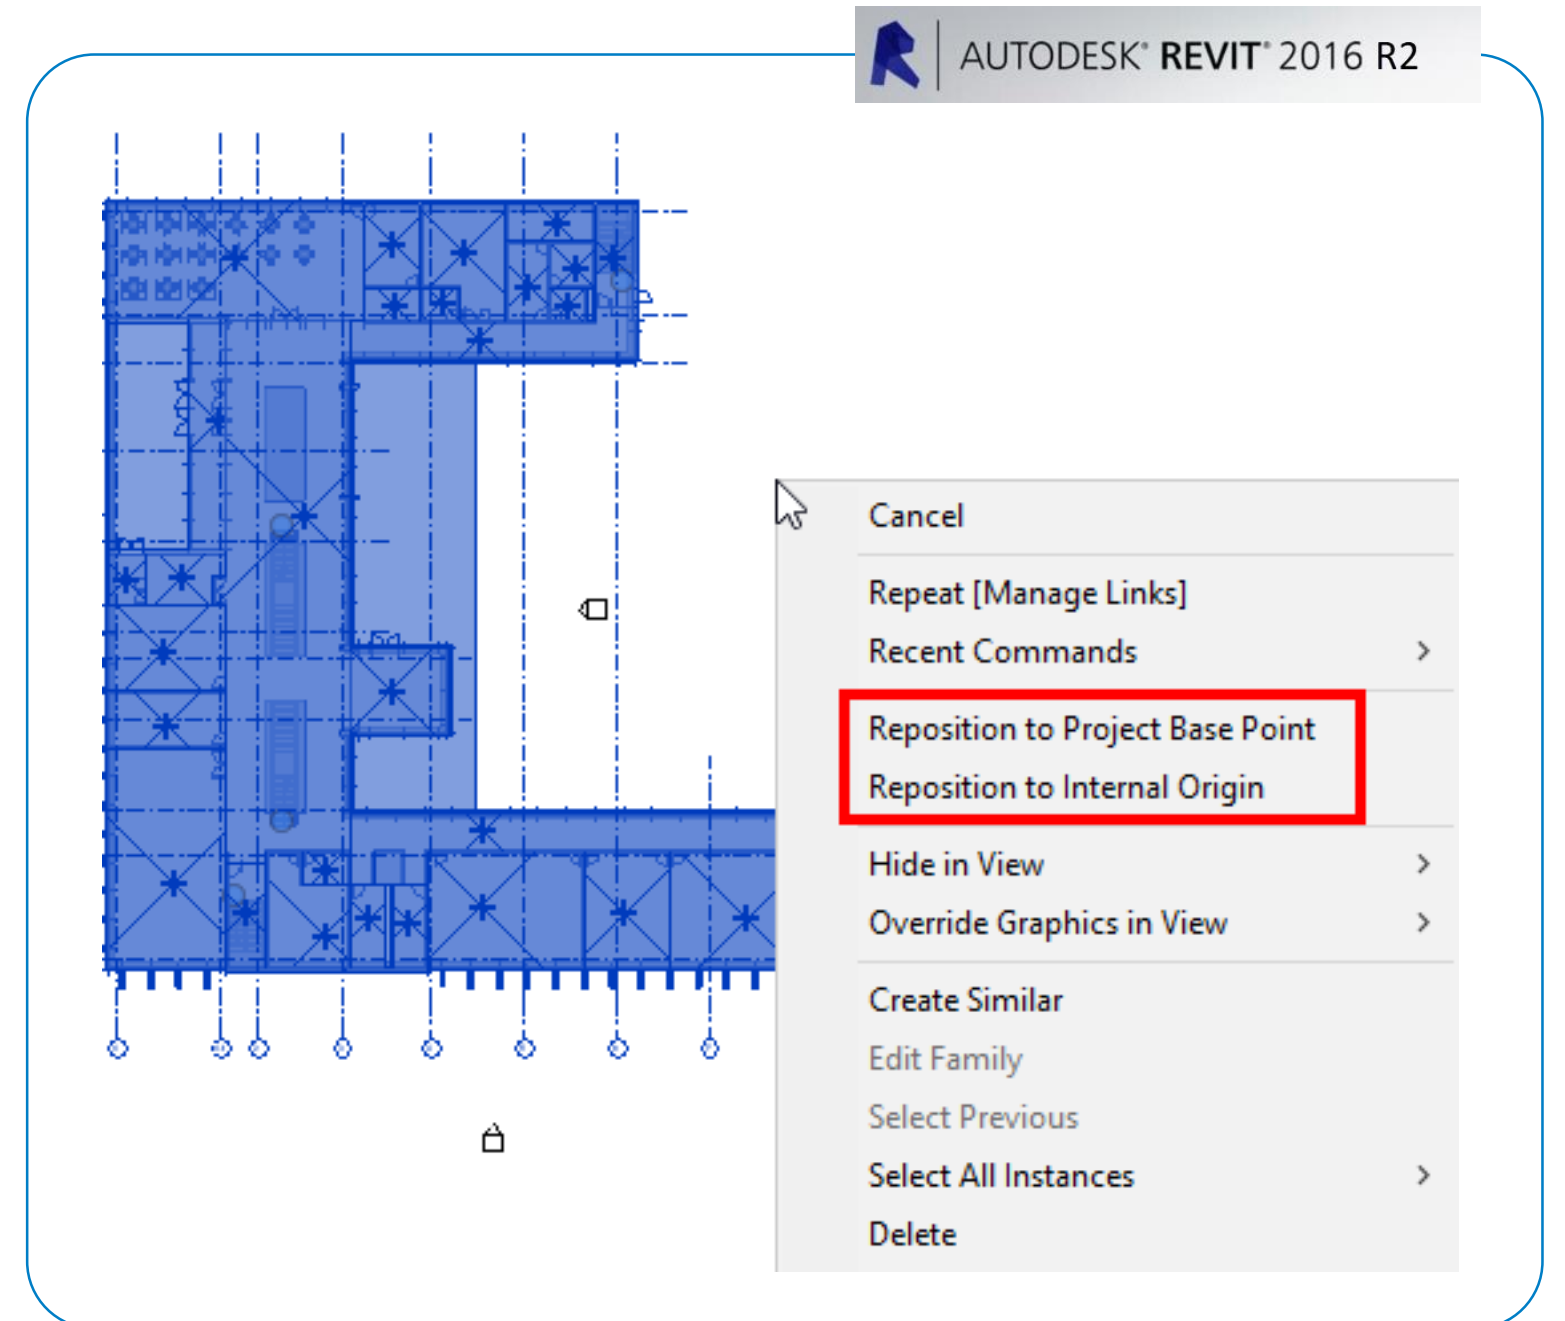 AUTODESK® REVIT® 2016 R2
Cancel
Repeat [Manage Links]
Recent Commands
Reposition to Project Base Point
Reposition to Internal Origin
Hide in View
Override Graphics in View
Create Similar
Edit Family
Select Previous
Select All Instances
Delete